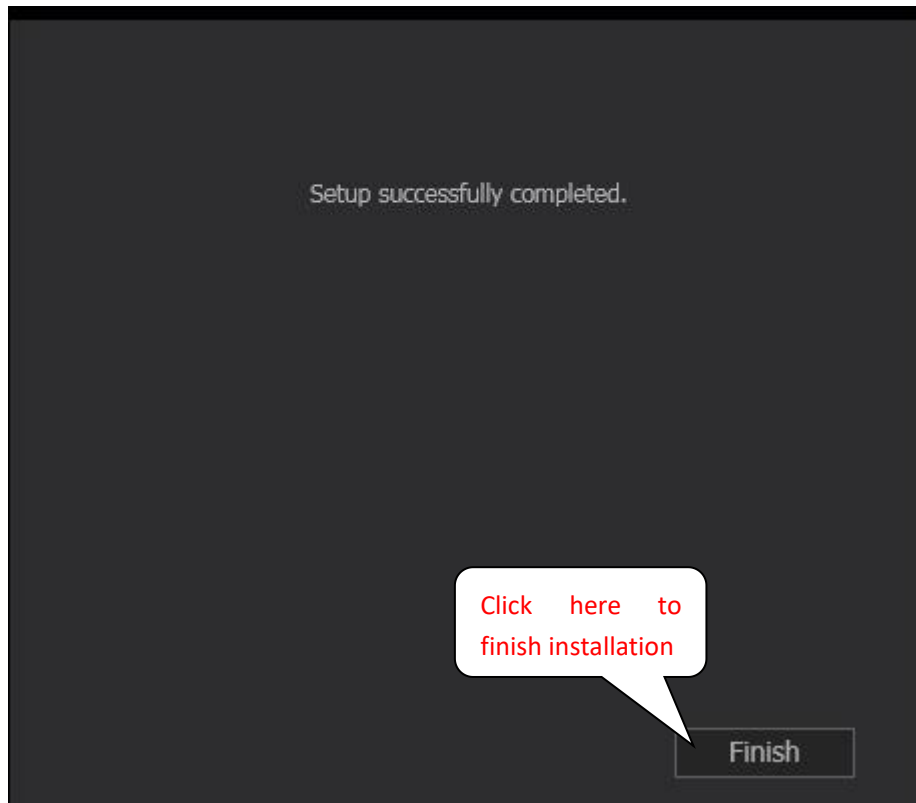 Setup successfully completed.
Click here to
finish installation
Finish